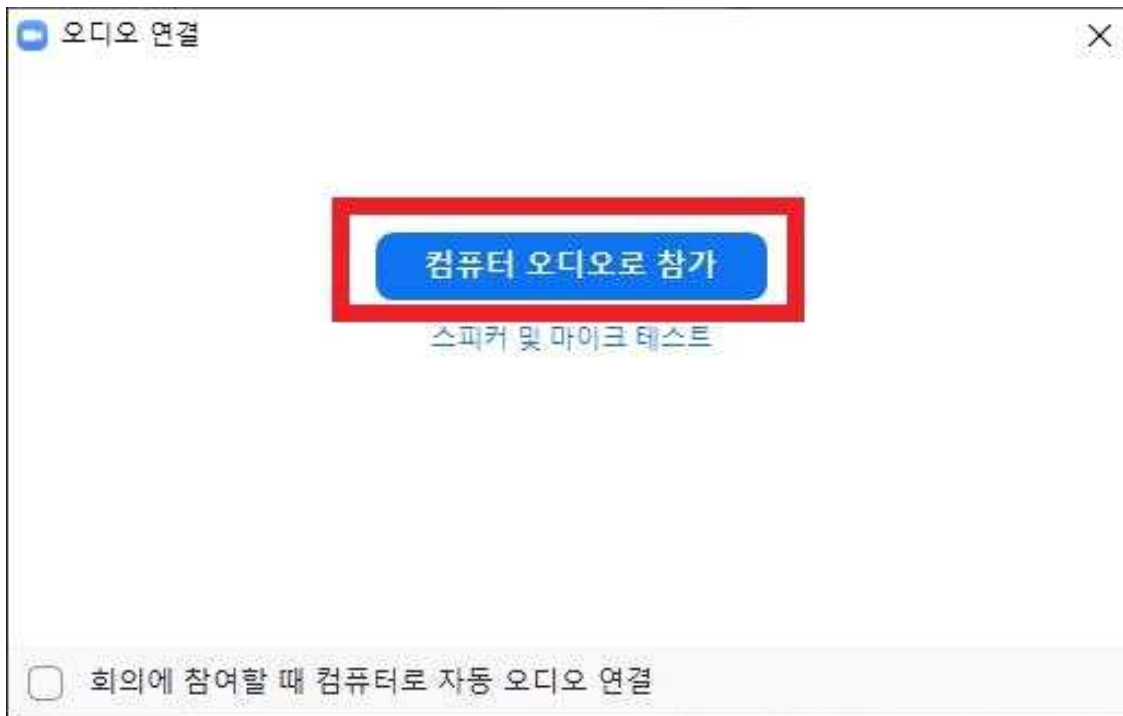 오디오 연결
컴퓨터 오디오로 참가
스피커 및 마이크 테스트
회의에 참여할 때 컴퓨터로 자동 오디오 연결